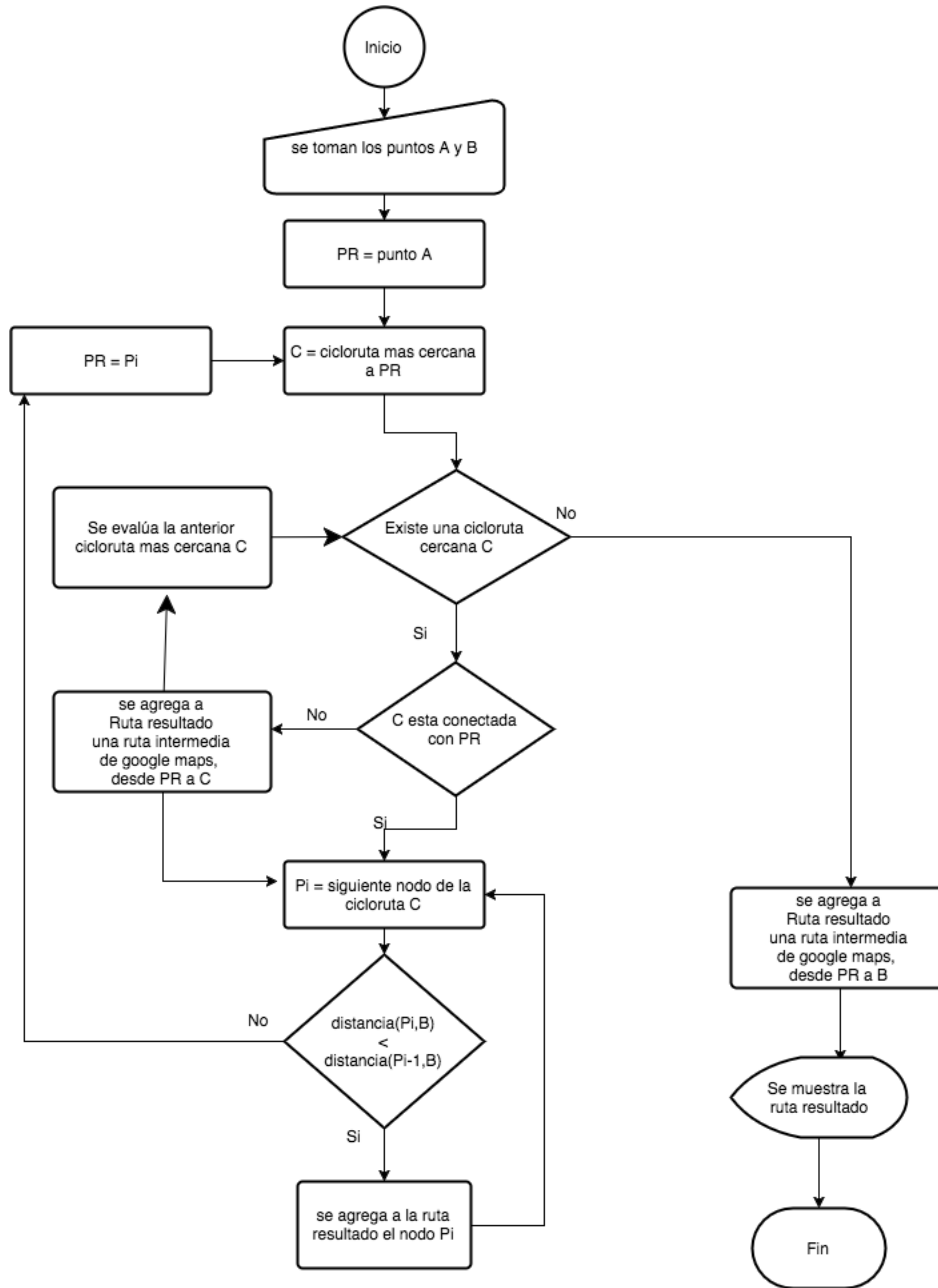 Inicio
se toman los puntos A y B
PR = punto A
PR = Pi
C = cicloruta mas cercana
a PR
Se evalúa la anterior
cicloruta mas cercana C
Existe una cicloruta
cercana C
No
Si
C esta conectada
con PR
No
se agrega a
Ruta resultado
una ruta intermedia
de google maps,
desde PR a C
Si
Pi = siguiente nodo de la
cicloruta C
distancia(Pi,B)
<
distancia(Pi-1,B)
No
Si
se agrega a la ruta
resultado el nodo Pi
se agrega a
Ruta resultado
una ruta intermedia
de google maps,
desde PR a B
Se muestra la
ruta resultado
Fin